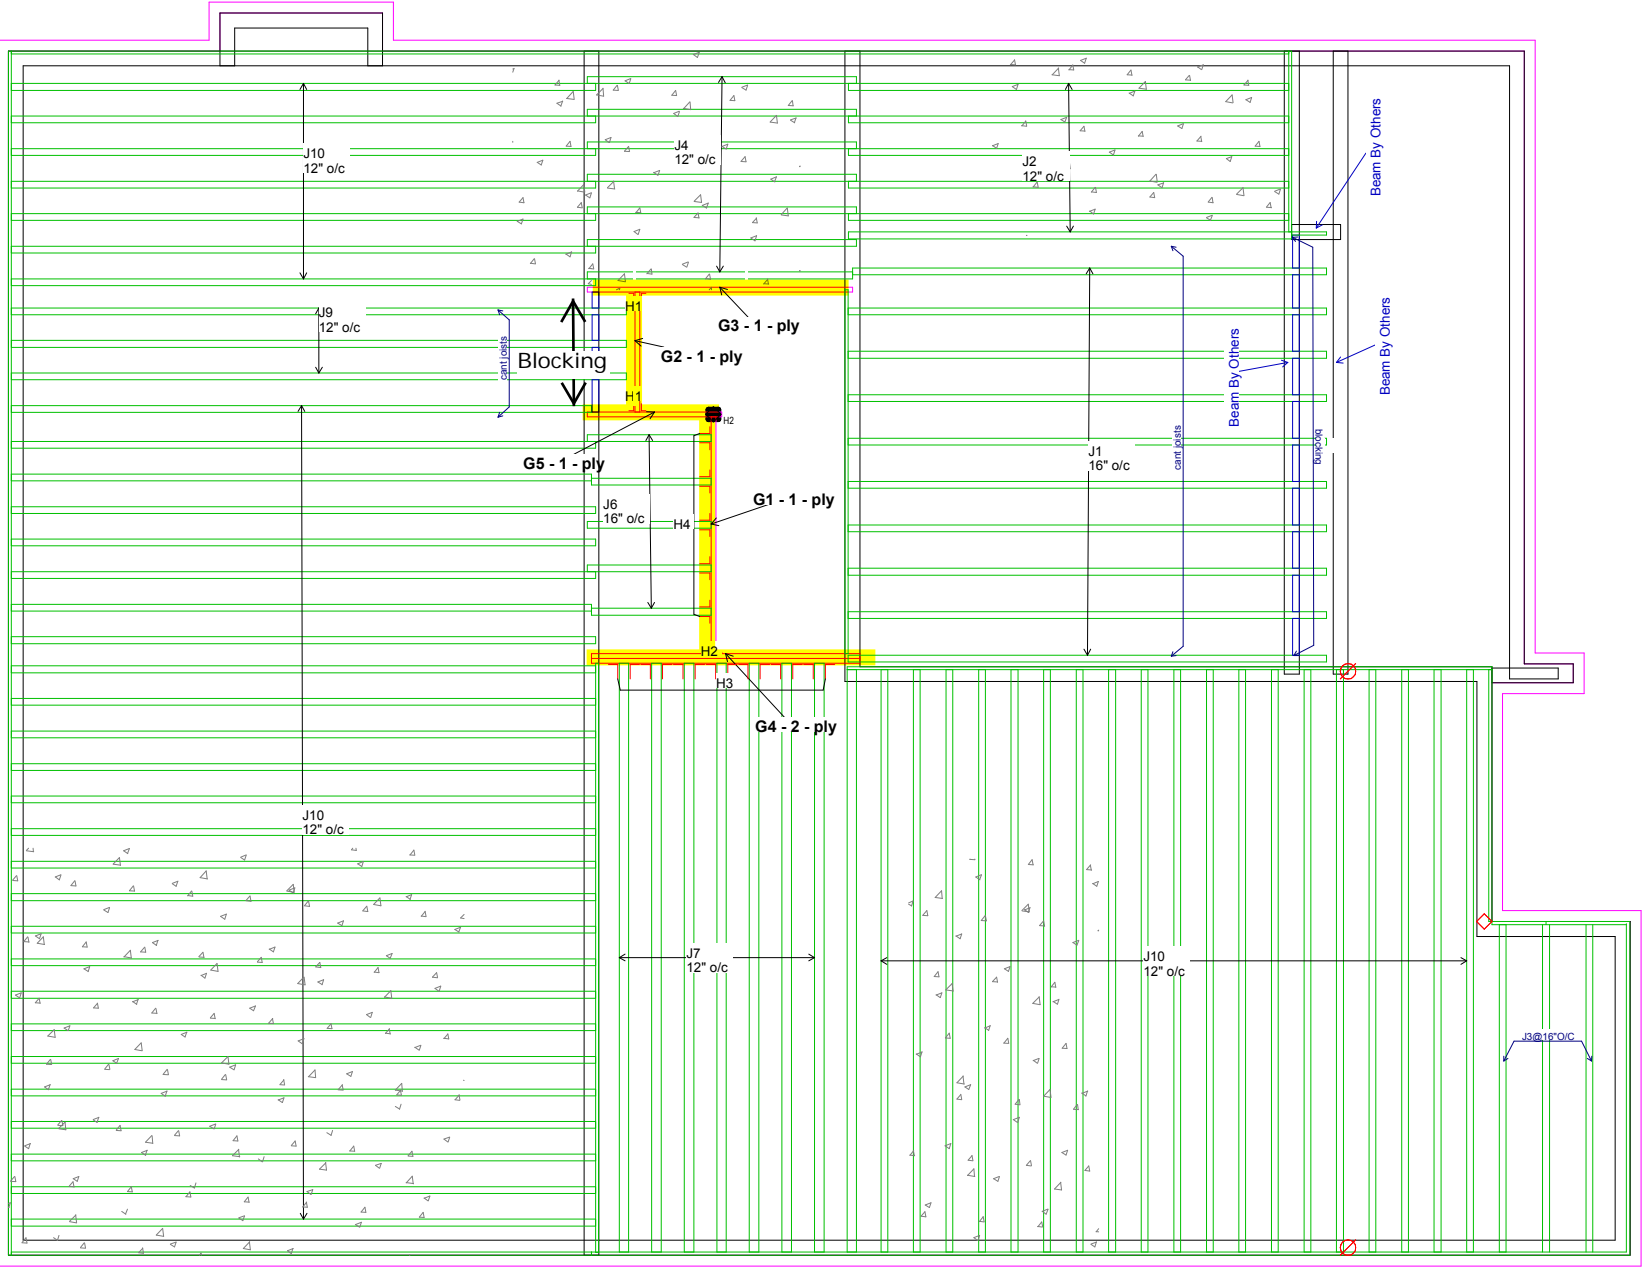 J10
12" o/c
J4
12" o/c
J2
12" o/c
Beam By Others
J9
12" o/c
cant joists
Blocking
H1
G3 - 1 - ply
G2 - 1 - ply
H1
H2
G5 - 1 - ply
J6
16" o/c
H4
G1 - 1 - ply
J1
16" o/c
cant joists
Beam By Others
blocking
Beam By Others
H2
H3
G4 - 2 - ply
J10
12" o/c
J7
12" o/c
J10
12" o/c
J3@16"O/C